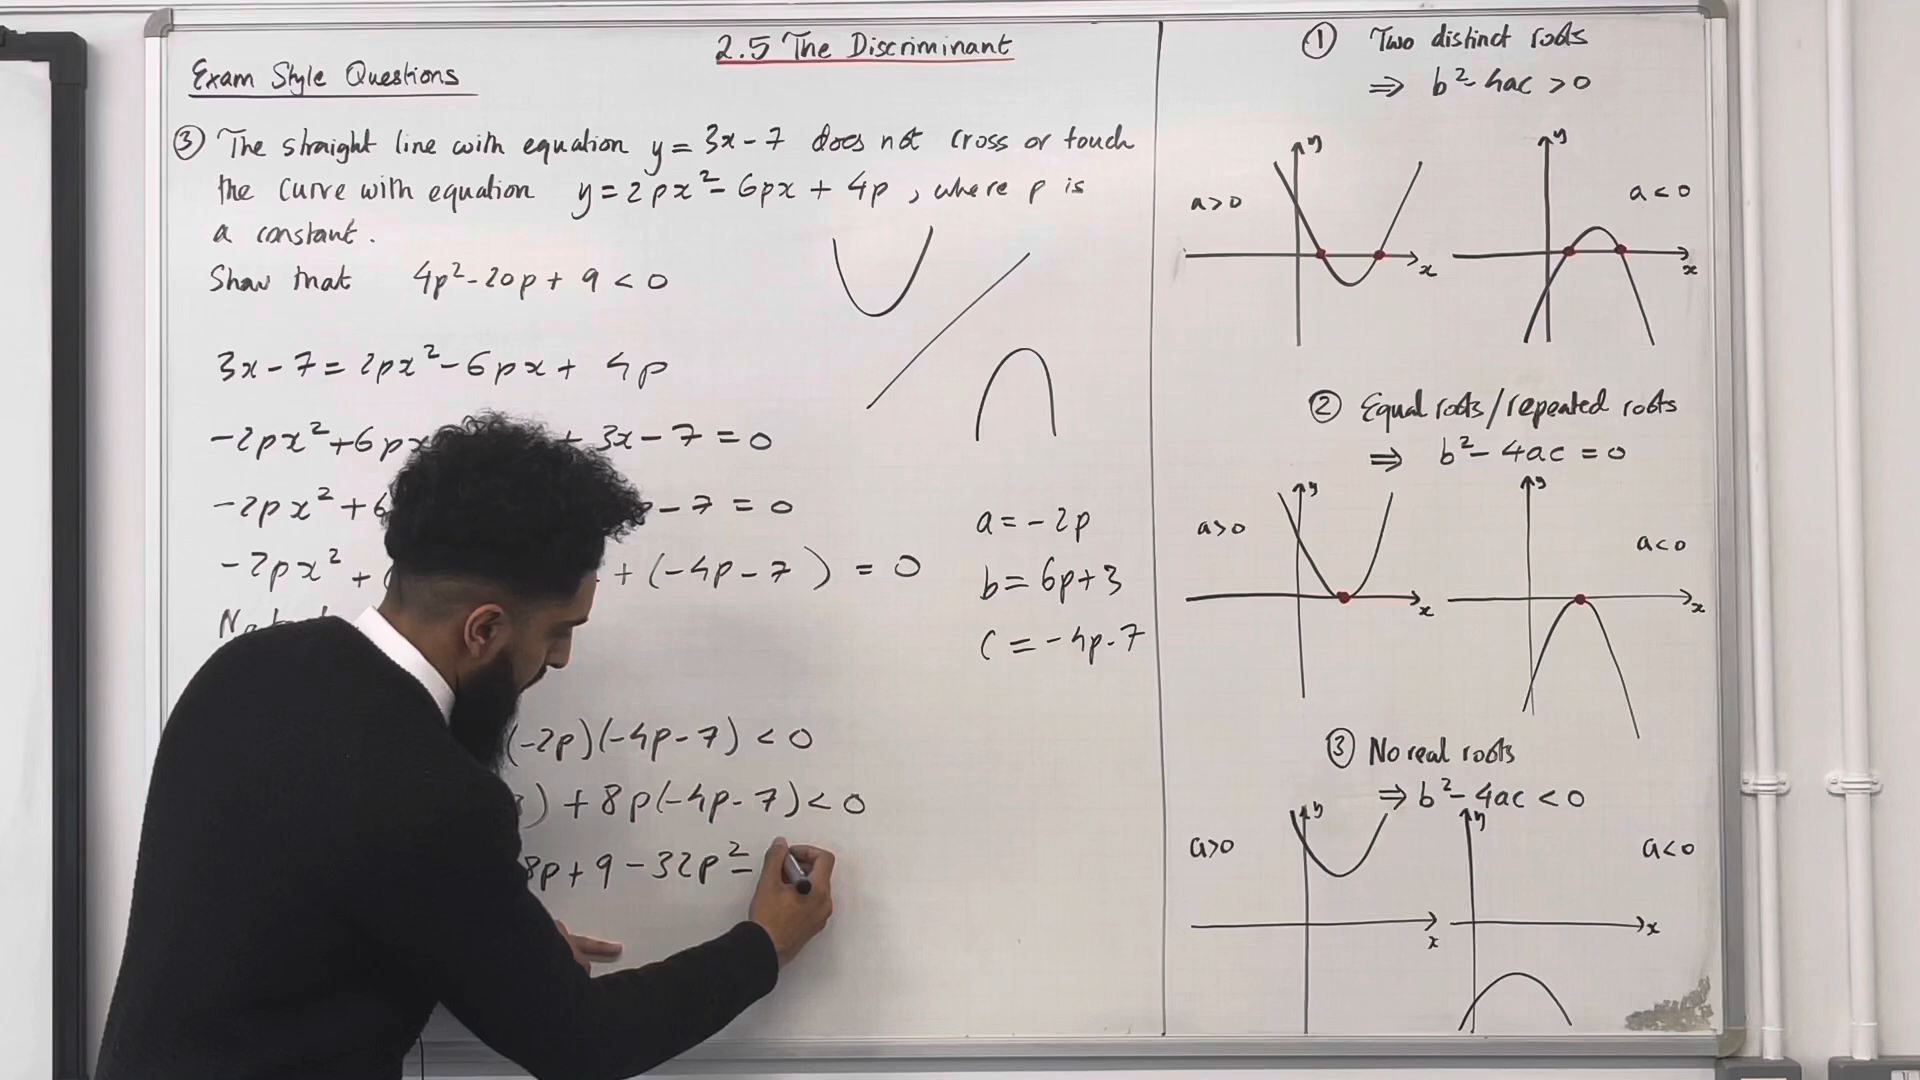 2.5 The Discriminant
Exam Style Questions
③ The straight line with equation y = 3x - 7 does not cross or touch
the curve with equation y = 2px² - 6px + 4p , where p is
a constant .
Show that 4p² - 20p + 9 < 0
3x - 7 = 2px² - 6px + 4p
-2px² + 6px + 3x - 7 = 0
-2px² + 6 - 7 = 0
-2px² + + (-4p - 7) = 0
(-2p)(-4p - 7) < 0
) + 8p(-4p - 7) < 0
8p + 9 - 32p² -
a = -2p
b = 6p + 3
c = -4p - 7
① Two distinct roots
⇒ b² - 4ac > 0
a > 0
y
x
a < 0
y
x
② Equal roots / repeated roots
⇒ b² - 4ac = 0
a > 0
y
x
a < 0
y
x
③ No real roots
⇒ b² - 4ac < 0
a > 0
y
x
a < 0
y
x